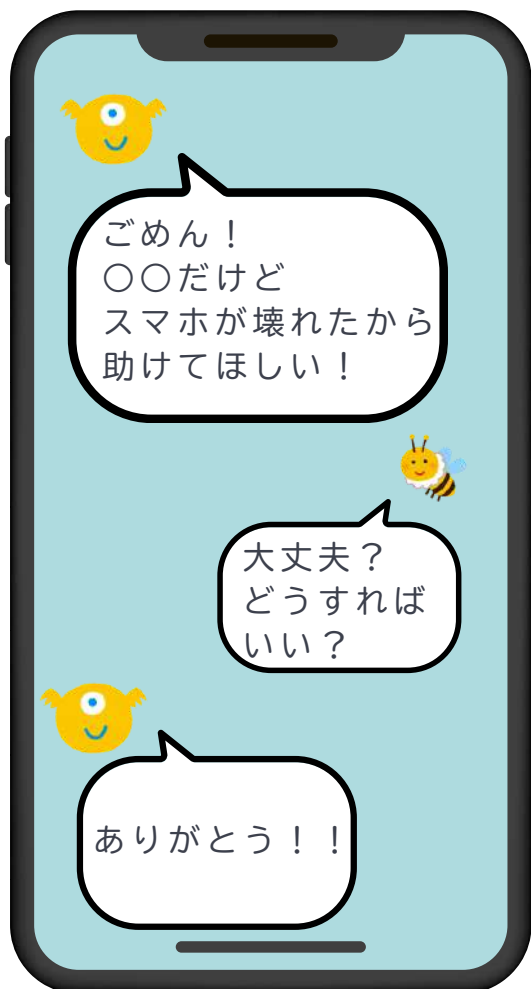 ごめん！
〇〇だけど
スマホが壊れたから
助けてほしい！
大丈夫？
どうすれば
いい？
ありがとう！！